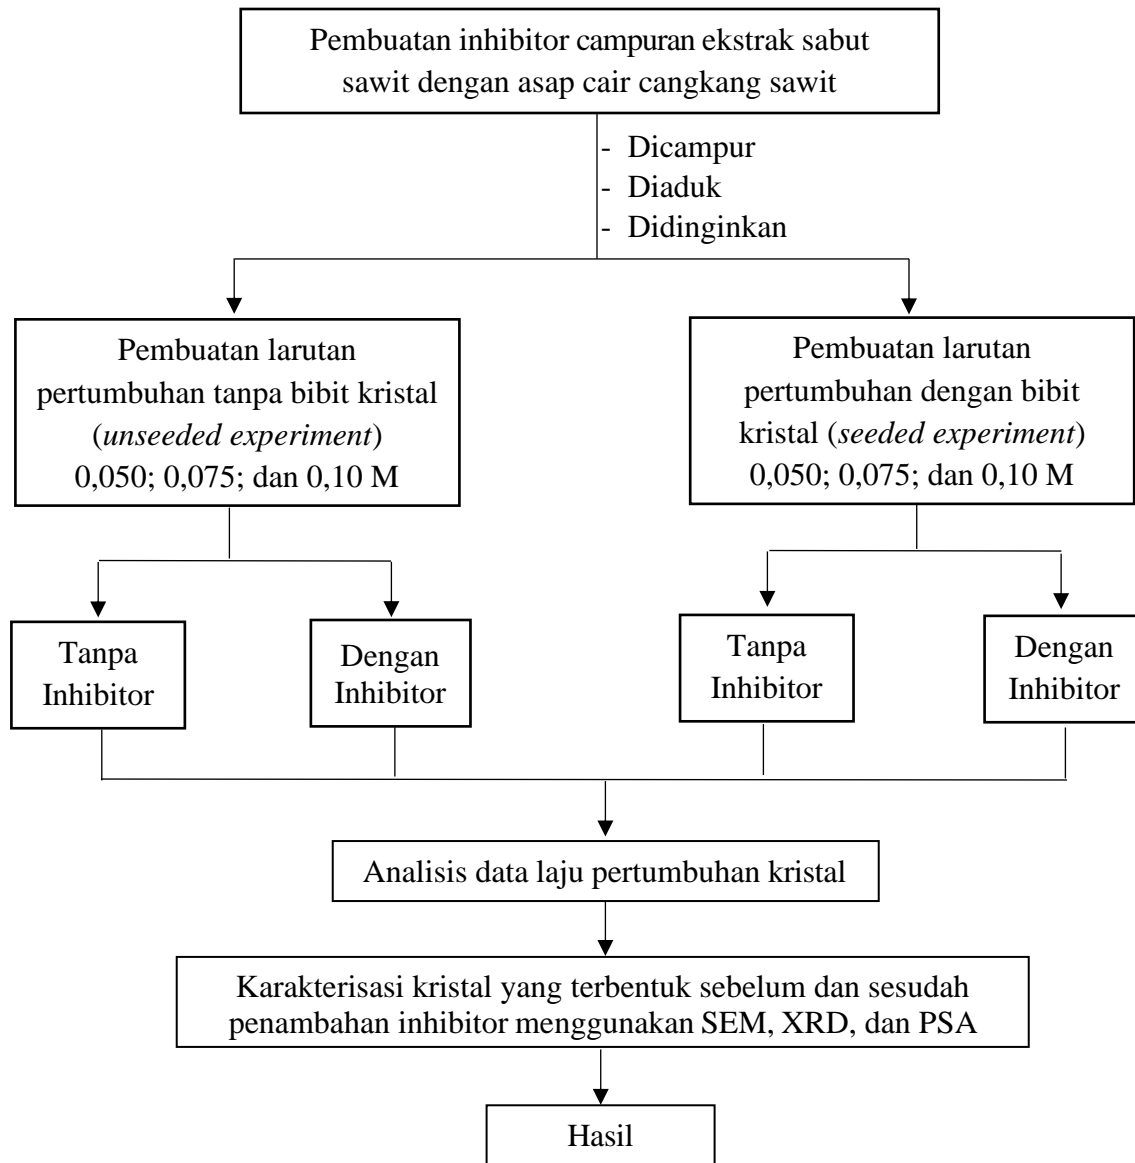 Pembuatan inhibitor campuran ekstrak sabut
sawit dengan asap cair cangkang sawit
- Dicampur
- Diaduk
- Didinginkan
Pembuatan larutan
pertumbuhan tanpa bibit kristal
(unseeded experiment)
0,050; 0,075; dan 0,10 M
Pembuatan larutan
pertumbuhan dengan bibit
kristal (seeded experiment)
0,050; 0,075; dan 0,10 M
Tanpa
Inhibitor
Dengan
Inhibitor
Tanpa
Inhibitor
Dengan
Inhibitor
Analisis data laju pertumbuhan kristal
Karakterisasi kristal yang terbentuk sebelum dan sesudah
penambahan inhibitor menggunakan SEM, XRD, dan PSA
Hasil